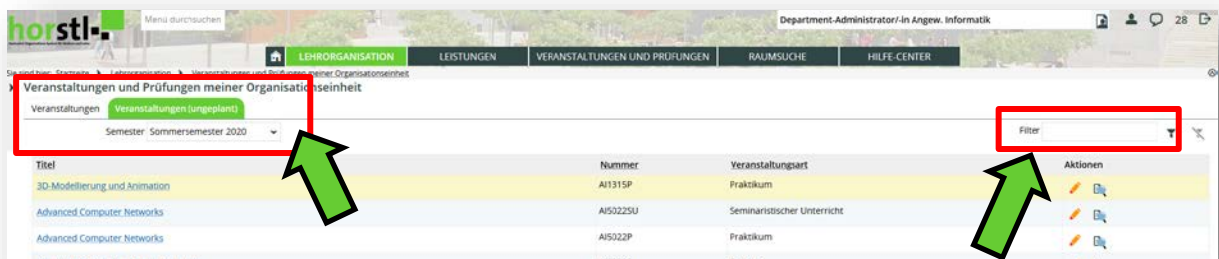 horstl
Menü durchsuchen
Department-Administrator/-in Angew. Informatik
28
LEHRORGANISATION LEISTUNGEN VERANSTALTUNGEN UND PRÜFUNGEN RAUMSUCHE HILFE-CENTER
Sie sind hier: Startseite Lehrorganisation Veranstaltungen und Prüfungen meiner Organisationseinheit
Veranstaltungen und Prüfungen meiner Organisationseinheit
Veranstaltungen Veranstaltungen (ungeplant)
Semester Sommersemester 2020 Filter
Titel Nummer Veranstaltungsart Aktionen
3D-Modellierung und Animation AI1315P Praktikum
Advanced Computer Networks AI5022SU Seminaristischer Unterricht
Advanced Computer Networks AI5022P Praktikum